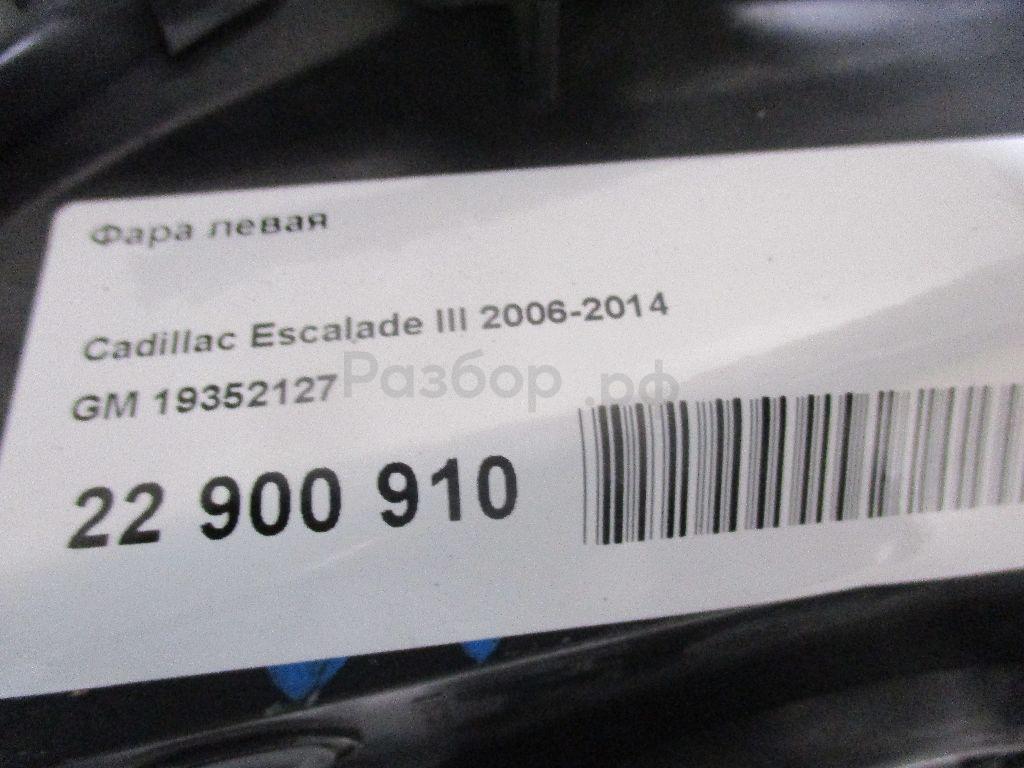 Фара левая
Cadillac Escalade III 2006-2014
GM 19352127
Разбор.рф
22 900 910